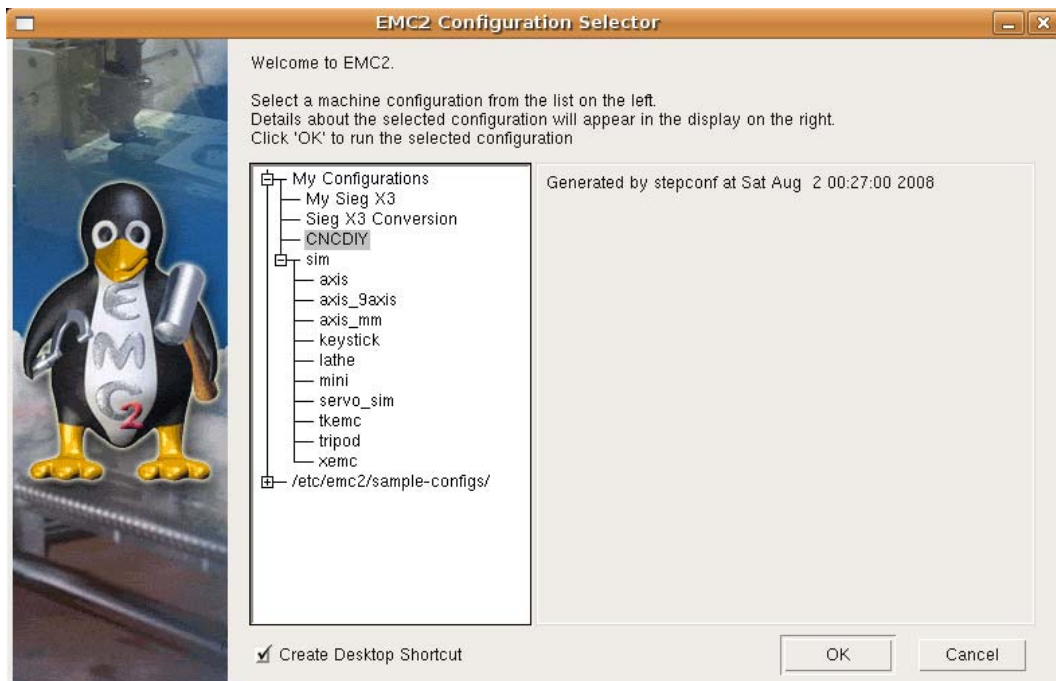 EMC2 Configuration Selector
Welcome to EMC2.
Select a machine configuration from the list on the left.
Details about the selected configuration will appear in the display on the right.
Click 'OK' to run the selected configuration
My Configurations
My Sieg X3
Sieg X3 Conversion
CNCDIY
sim
axis
axis_9axis
axis_mm
keystick
lathe
mini
servo_sim
tkemc
tripod
xemc
/etc/emc2/sample-configs/
Generated by stepconf at Sat Aug  2 00:27:00 2008
EMC2
Create Desktop Shortcut
OK
Cancel